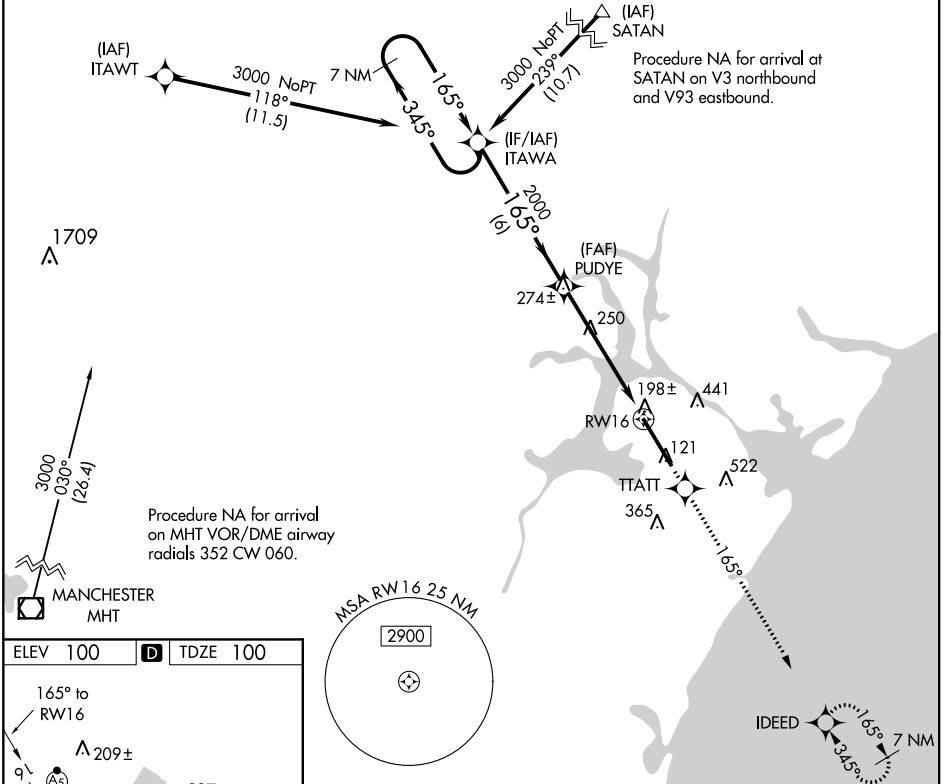 (IAF)
ITAWT
3000 NoPT
118°
(11.5)
7 NM
165°
345°
3000 NoPT
239°
(10.7)
(IAF)
SATAN
Procedure NA for arrival at
SATAN on V3 northbound
and V93 eastbound.
(IF/IAF)
ITAWA
2000
165°
(6)
1709
(FAF)
PUDYE
274±
250
198±
441
RW16
121
TTATT
522
365
165°
3000
030°
(26.4)
Procedure NA for arrival
on MHT VOR/DME airway
radials 352 CW 060.
MANCHESTER
MHT
MSA RW16 25 NM
2900
ELEV 100
D
TDZE 100
165° to
RW16
209±
16
A5
IDEED
165°
345°
7 NM